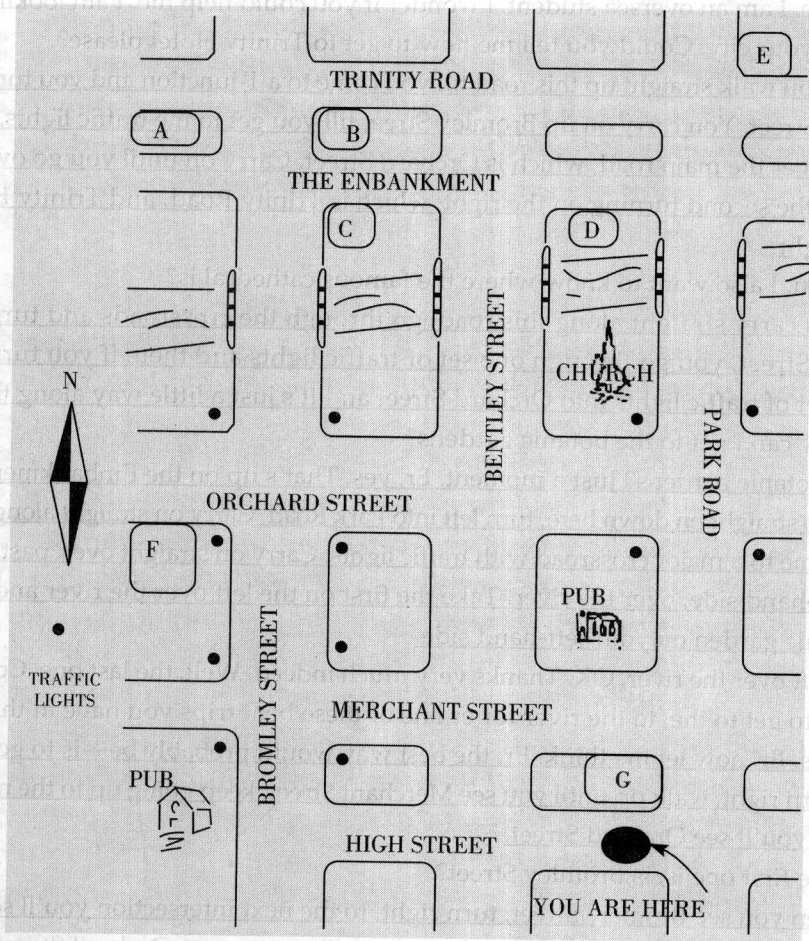 E
TRINITY ROAD
A
B
THE ENBANKMENT
C
D
BENTLEY STREET
CHURCH
N
PARK ROAD
ORCHARD STREET
F
PUB
TRAFFIC
LIGHTS
BROMLEY STREET
MERCHANT STREET
PUB
G
HIGH STREET
YOU ARE HERE